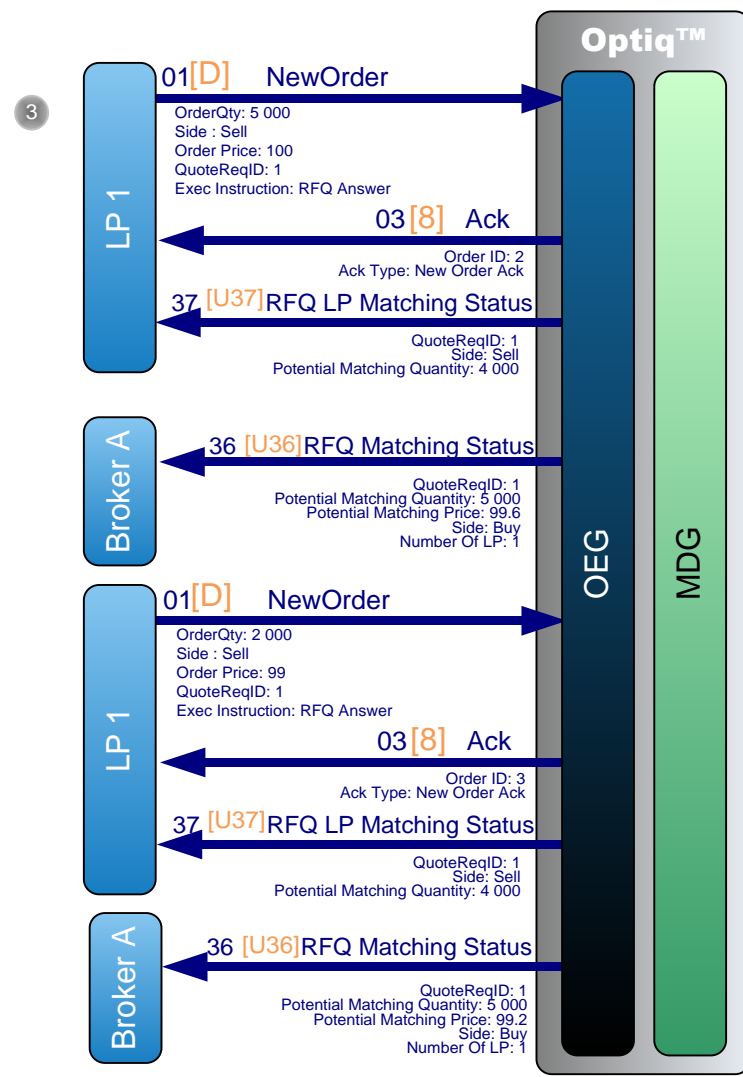 Optiq™
3
LP 1
01[D] NewOrder
OrderQty: 5 000
Side : Sell
Order Price: 100
QuoteReqID: 1
Exec Instruction: RFQ Answer
03[8] Ack
Order ID: 2
Ack Type: New Order Ack
37 [U37]RFQ LP Matching Status
QuoteReqID: 1
Side: Sell
Potential Matching Quantity: 4 000
Broker A
36 [U36]RFQ Matching Status
QuoteReqID: 1
Potential Matching Quantity: 5 000
Potential Matching Price: 99.6
Side: Buy
Number Of LP: 1
OEG
MDG
LP 1
01[D] NewOrder
OrderQty: 2 000
Side : Sell
Order Price: 99
QuoteReqID: 1
Exec Instruction: RFQ Answer
03[8] Ack
Order ID: 3
Ack Type: New Order Ack
37 [U37]RFQ LP Matching Status
QuoteReqID: 1
Side: Sell
Potential Matching Quantity: 4 000
Broker A
36 [U36]RFQ Matching Status
QuoteReqID: 1
Potential Matching Quantity: 5 000
Potential Matching Price: 99.2
Side: Buy
Number Of LP: 1